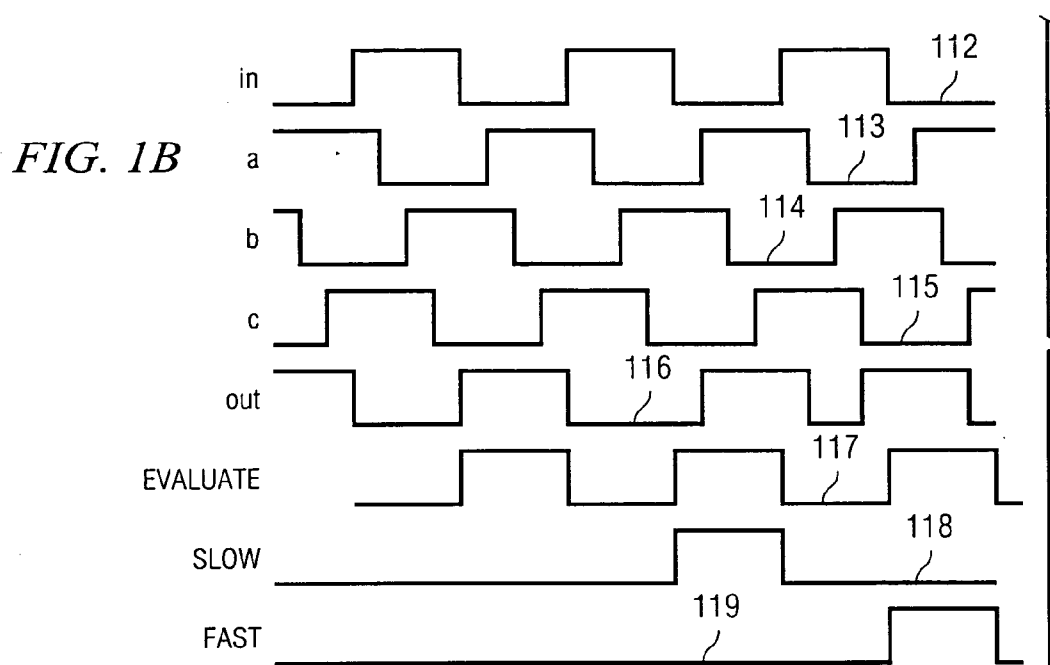 in
112
FIG. 1B
a
113
b
114
c
115
out
116
EVALUATE
117
SLOW
118
FAST
119